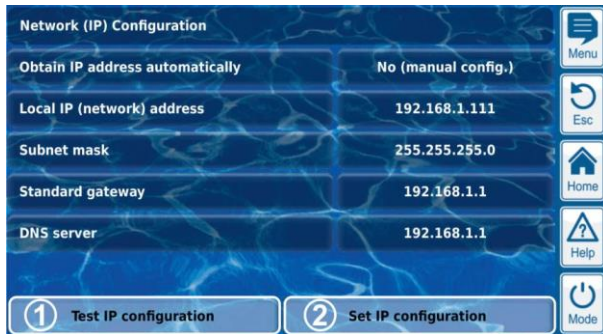 Network (IP) Configuration
Obtain IP address automatically No (manual config.)
Local IP (network) address 192.168.1.111
Subnet mask 255.255.255.0
Standard gateway 192.168.1.1
DNS server 192.168.1.1
1 Test IP configuration 2 Set IP configuration
Menu
Esc
Home
? Help
Mode